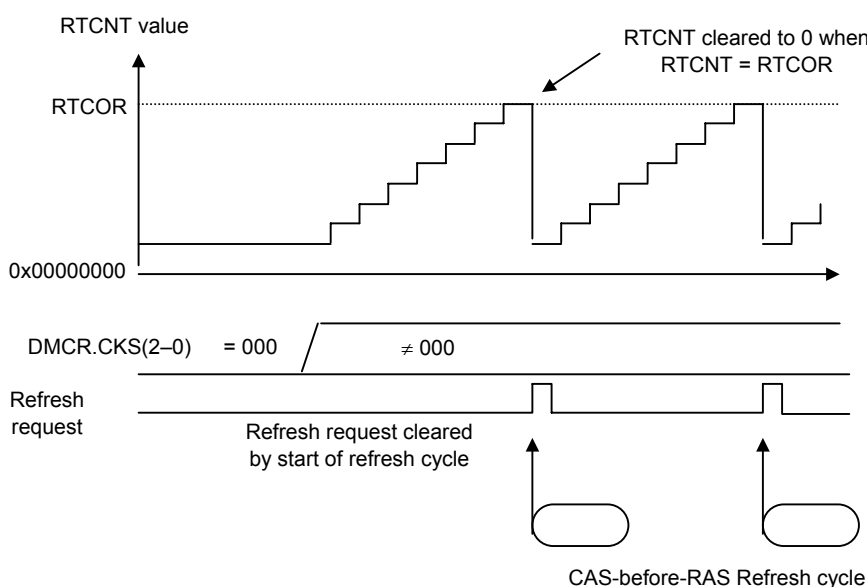 RTCNT value
RTCNT cleared to 0 when
RTCNT = RTCOR
RTCOR
0x00000000
DMCR.CKS(2–0) = 000 ≠ 000
Refresh
request
Refresh request cleared
by start of refresh cycle
CAS-before-RAS Refresh cycle